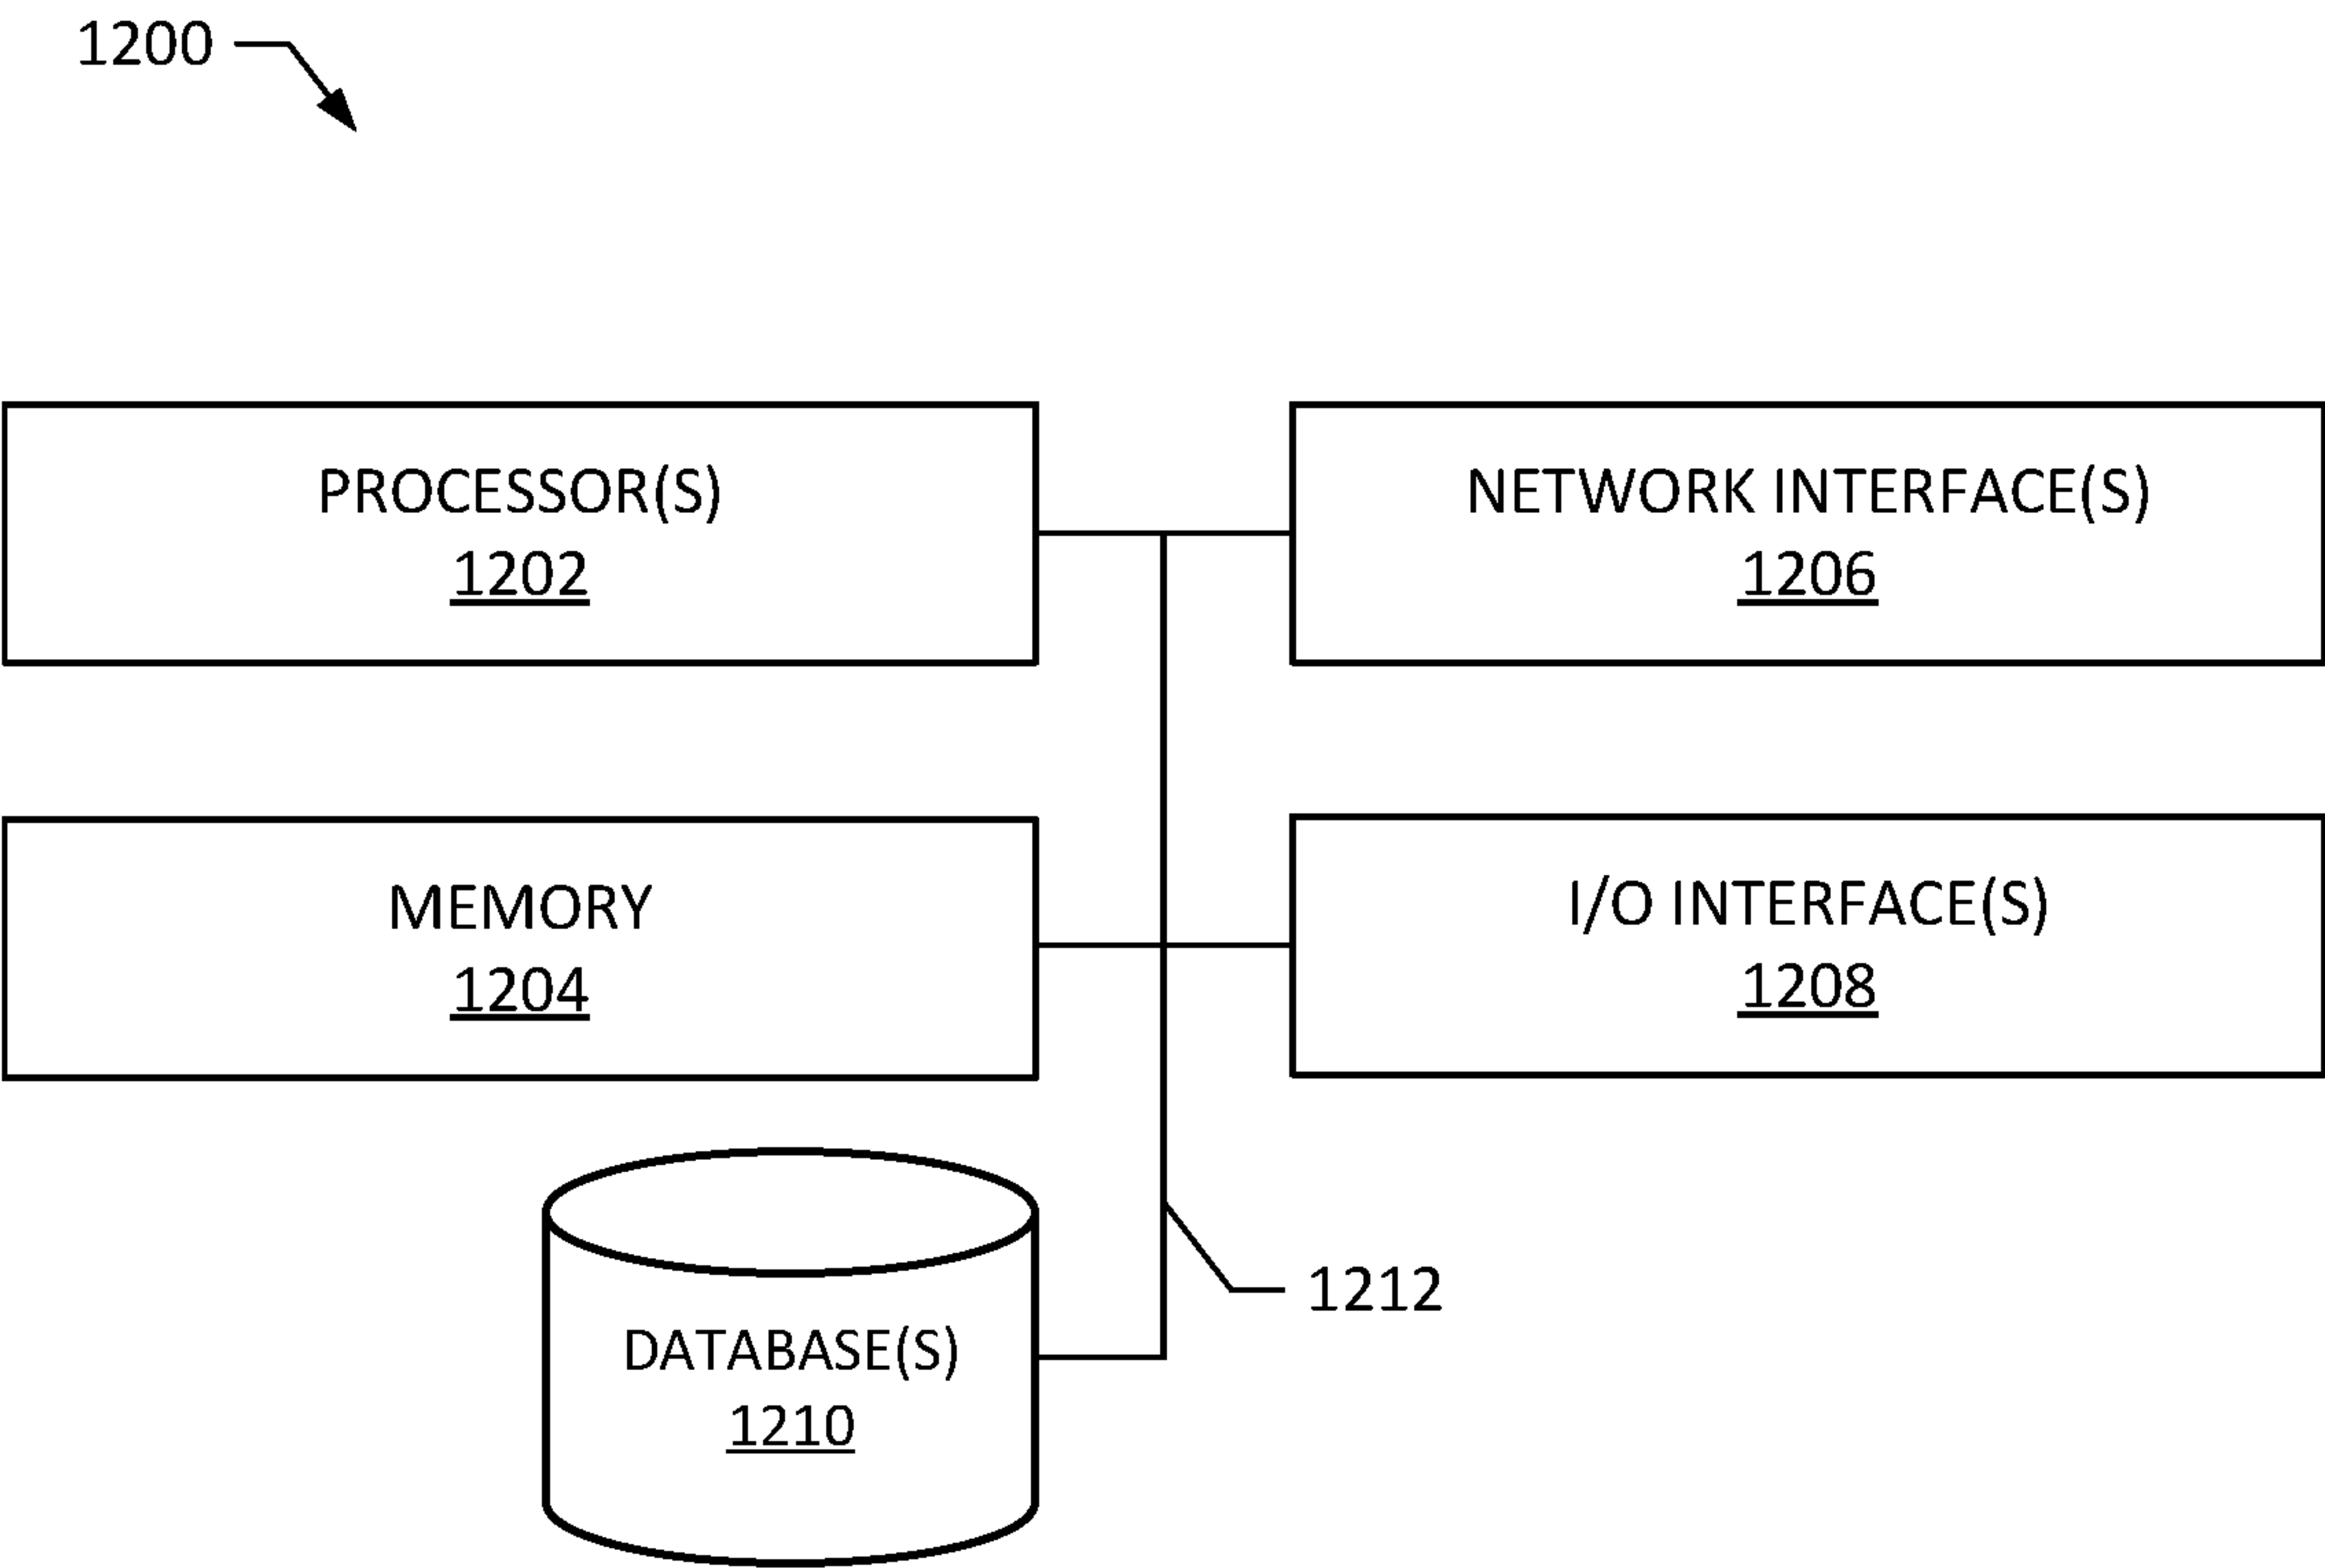 1200
PROCESSOR(S)
1202
NETWORK INTERFACE(S)
1206
MEMORY
1204
I/O INTERFACE(S)
1208
DATABASE(S)
1210
1212